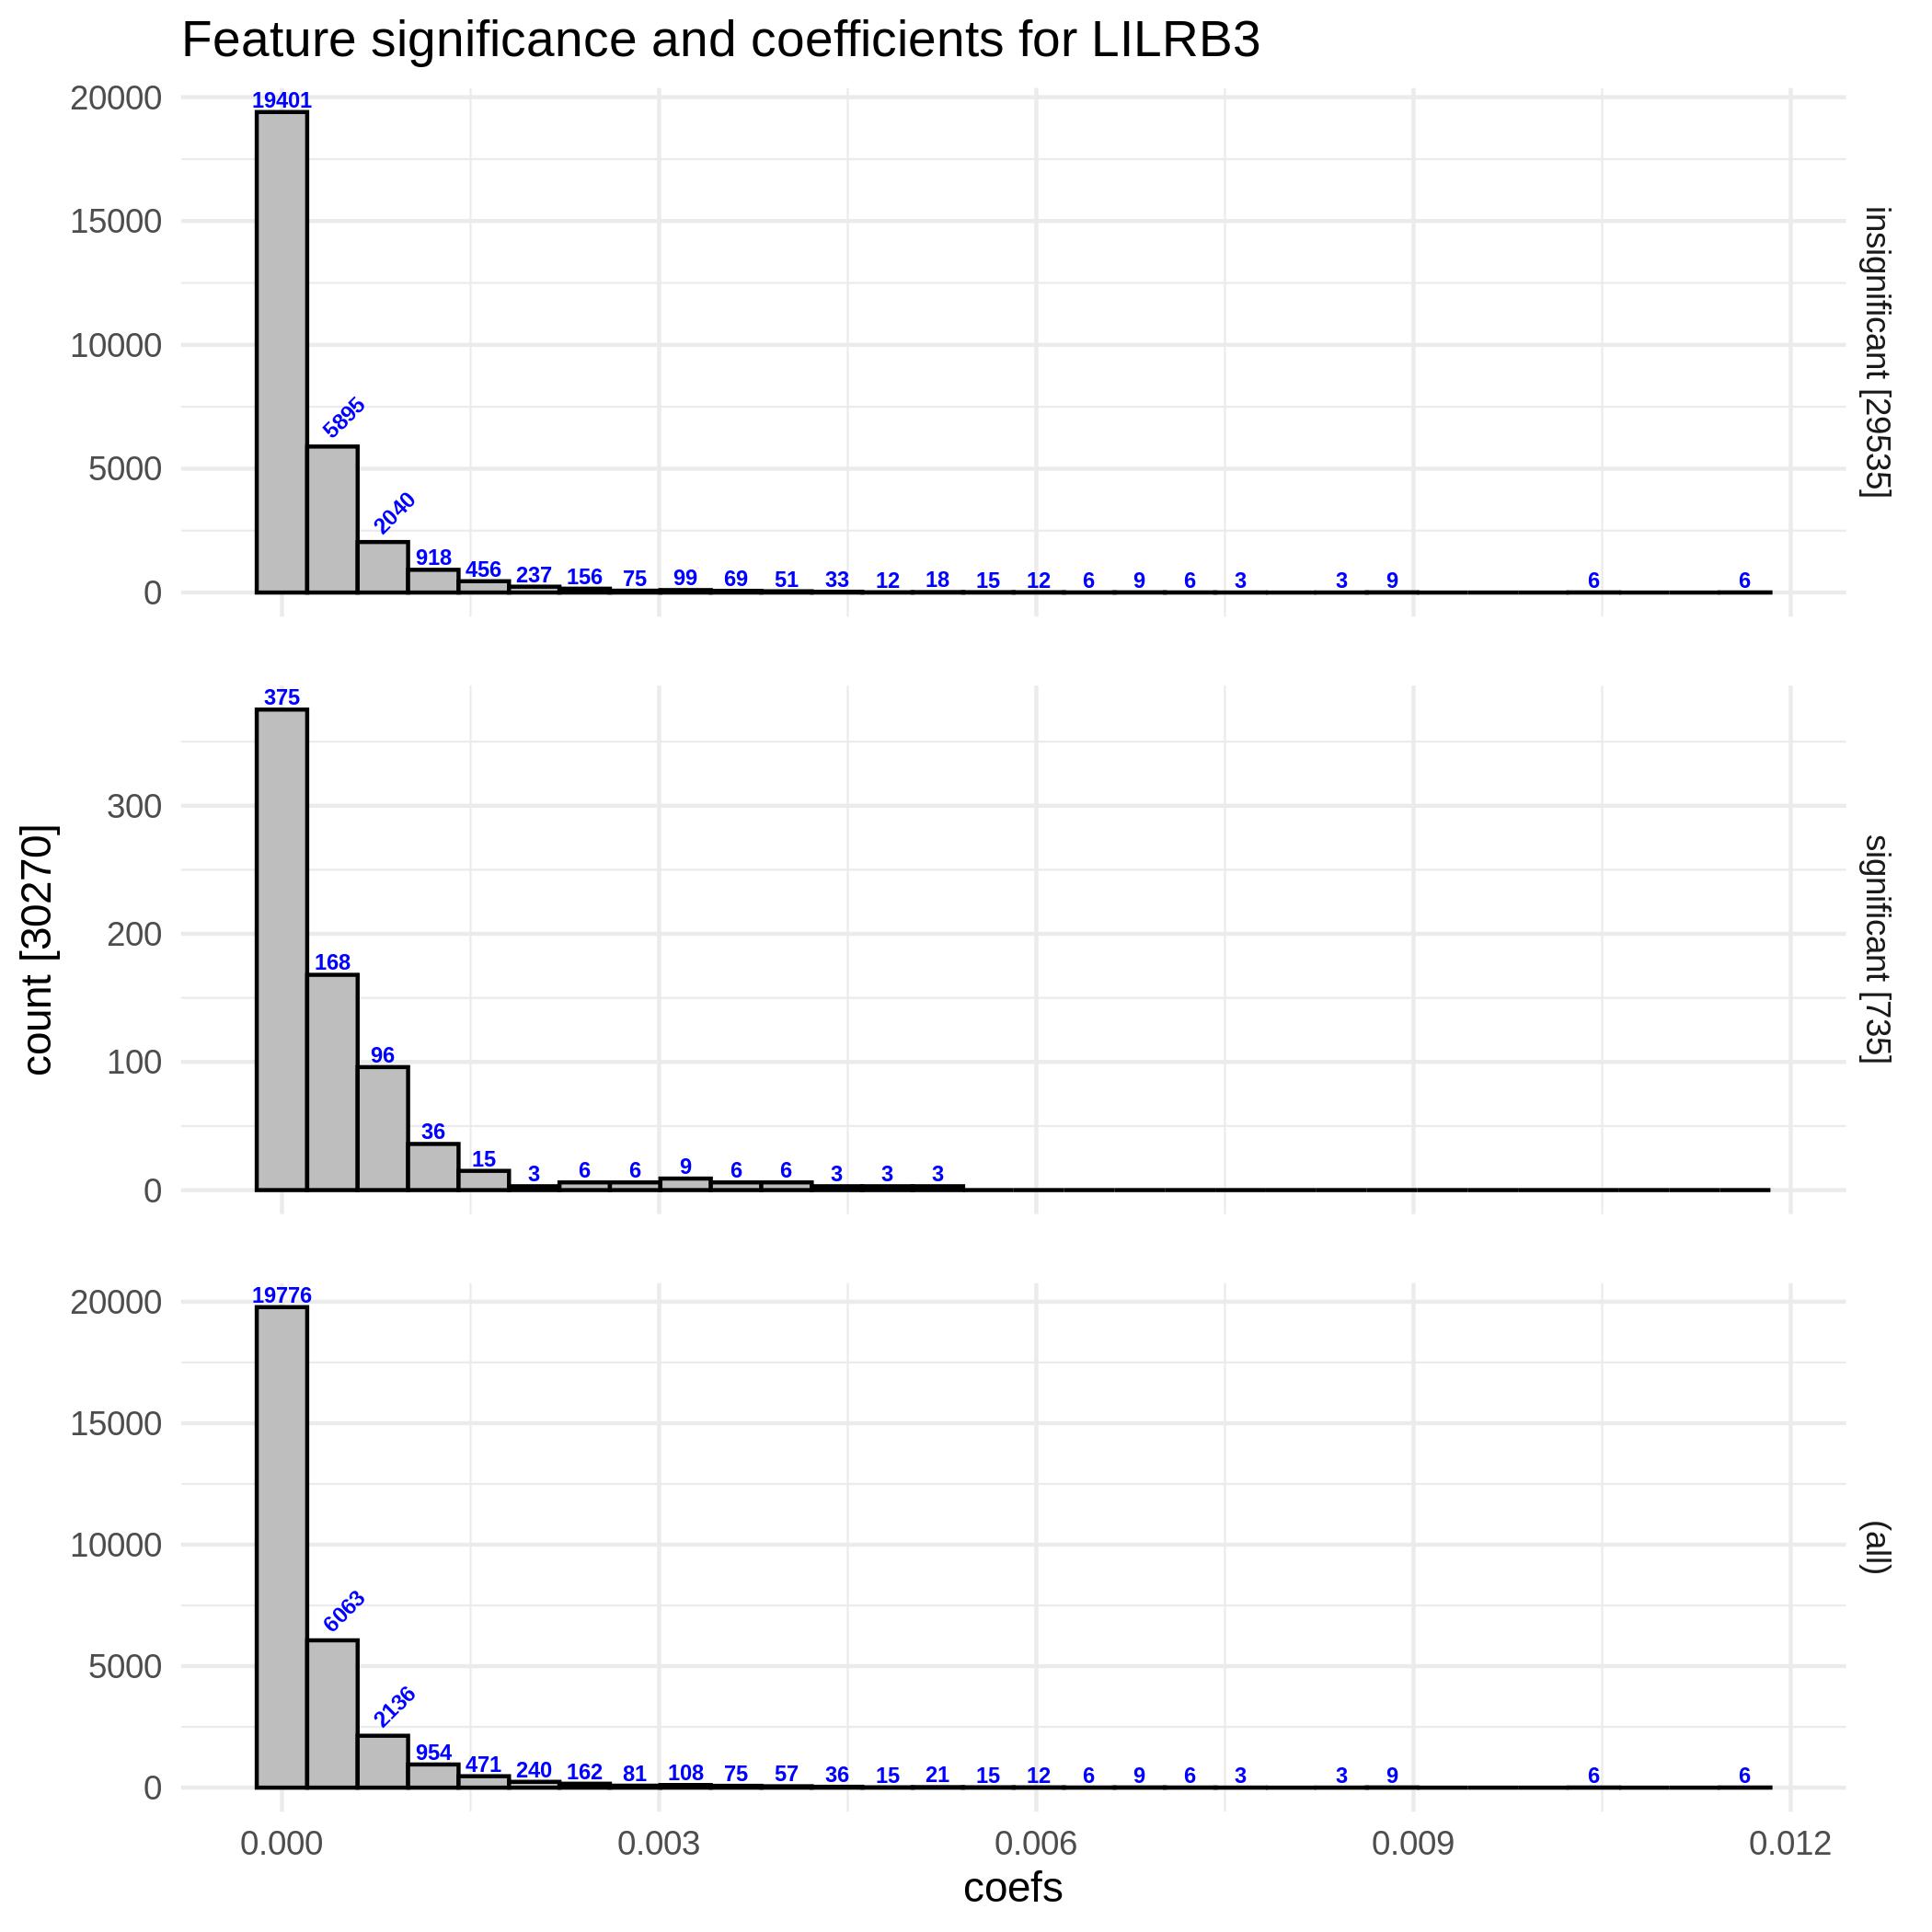 Feature significance and coefficients for LILRB3
20000
15000
10000
5000
0
19401
5895
2040
918 456 237 156 75 99 69 51 33 12 18 15 12 6 9 6 3 3 9 6 6
insignificant [29535]
count [30270]
300
200
100
0
375
168
96
36
15
3 6 6 9 6 6 3 3 3
significant [735]
20000
15000
10000
5000
0
19776
6063
2136
954 471 240 162 81 108 75 57 36 15 21 15 12 6 9 6 3 3 9 6 6
(all)
0.000 0.003 0.006 0.009 0.012
coefs